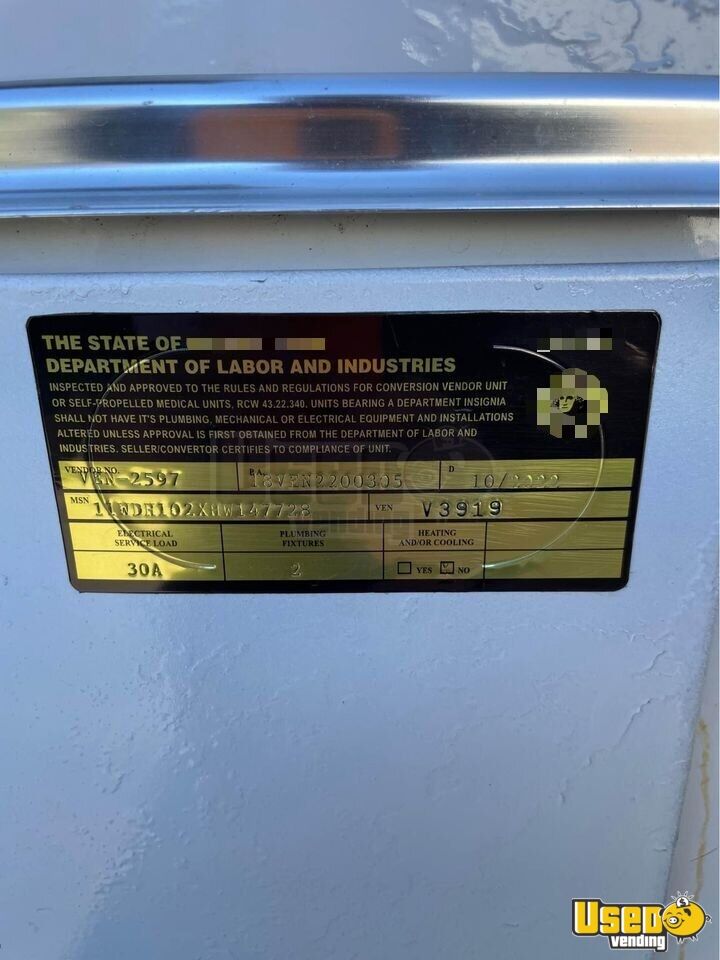 THE STATE OF
DEPARTMENT OF LABOR AND INDUSTRIES
INSPECTED AND APPROVED TO THE RULES AND REGULATIONS FOR CONVERSION VENDOR UNIT
OR SELF-PROPELLED MEDICAL UNITS, RCW 43.22.340. UNITS BEARING A DEPARTMENT INSIGNIA
SHALL NOT HAVE IT'S PLUMBING, MECHANICAL OR ELECTRICAL EQUIPMENT AND INSTALLATIONS
ALTERED UNLESS APPROVAL IS FIRST OBTAINED FROM THE DEPARTMENT OF LABOR AND
INDUSTRIES. SELLER/CONVERTOR CERTIFIES TO COMPLIANCE OF UNIT.
VENDOR NO. P.A. D
VEN-2597 18VEN2200305 10/2022
MSN VEN V3919
ELECTRICAL SERVICE LOAD PLUMBING FIXTURES HEATING AND/OR COOLING
30A 2 YES NO
Used vending